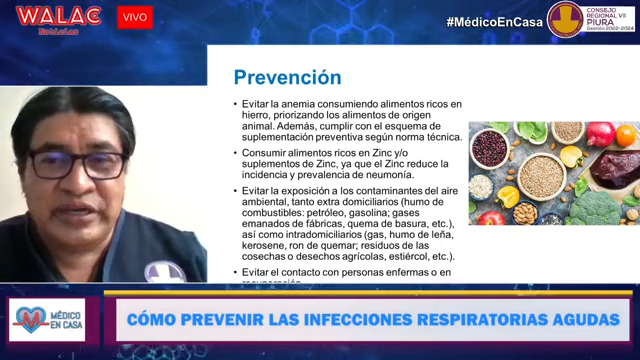 WALAC
Noticias
VIVO
#MédicoEnCasa
CONSEJO
REGIONAL VII
PIURA
Gestión 2022-2024
Prevención
• Evitar la anemia consumiendo alimentos ricos en
hierro, priorizando los alimentos de origen
animal. Además, cumplir con el esquema de
suplementación preventiva según norma técnica.
• Consumir alimentos ricos en Zinc y/o
suplementos de Zinc, ya que el Zinc reduce la
incidencia y prevalencia de neumonía.
• Evitar la exposición a los contaminantes del aire
ambiental, tanto extra domiciliarios (humo de
combustibles: petróleo, gasolina; gases
emanados de fábricas, quema de basura, etc.),
así como intradomiciliarios (gas, humo de leña,
kerosene, ron de quemar; residuos de las
cosechas o desechos agrícolas, estiércol, etc.).
• Evitar el contacto con personas enfermas o en
MÉDICO
EN CASA
CÓMO PREVENIR LAS INFECCIONES RESPIRATORIAS AGUDAS